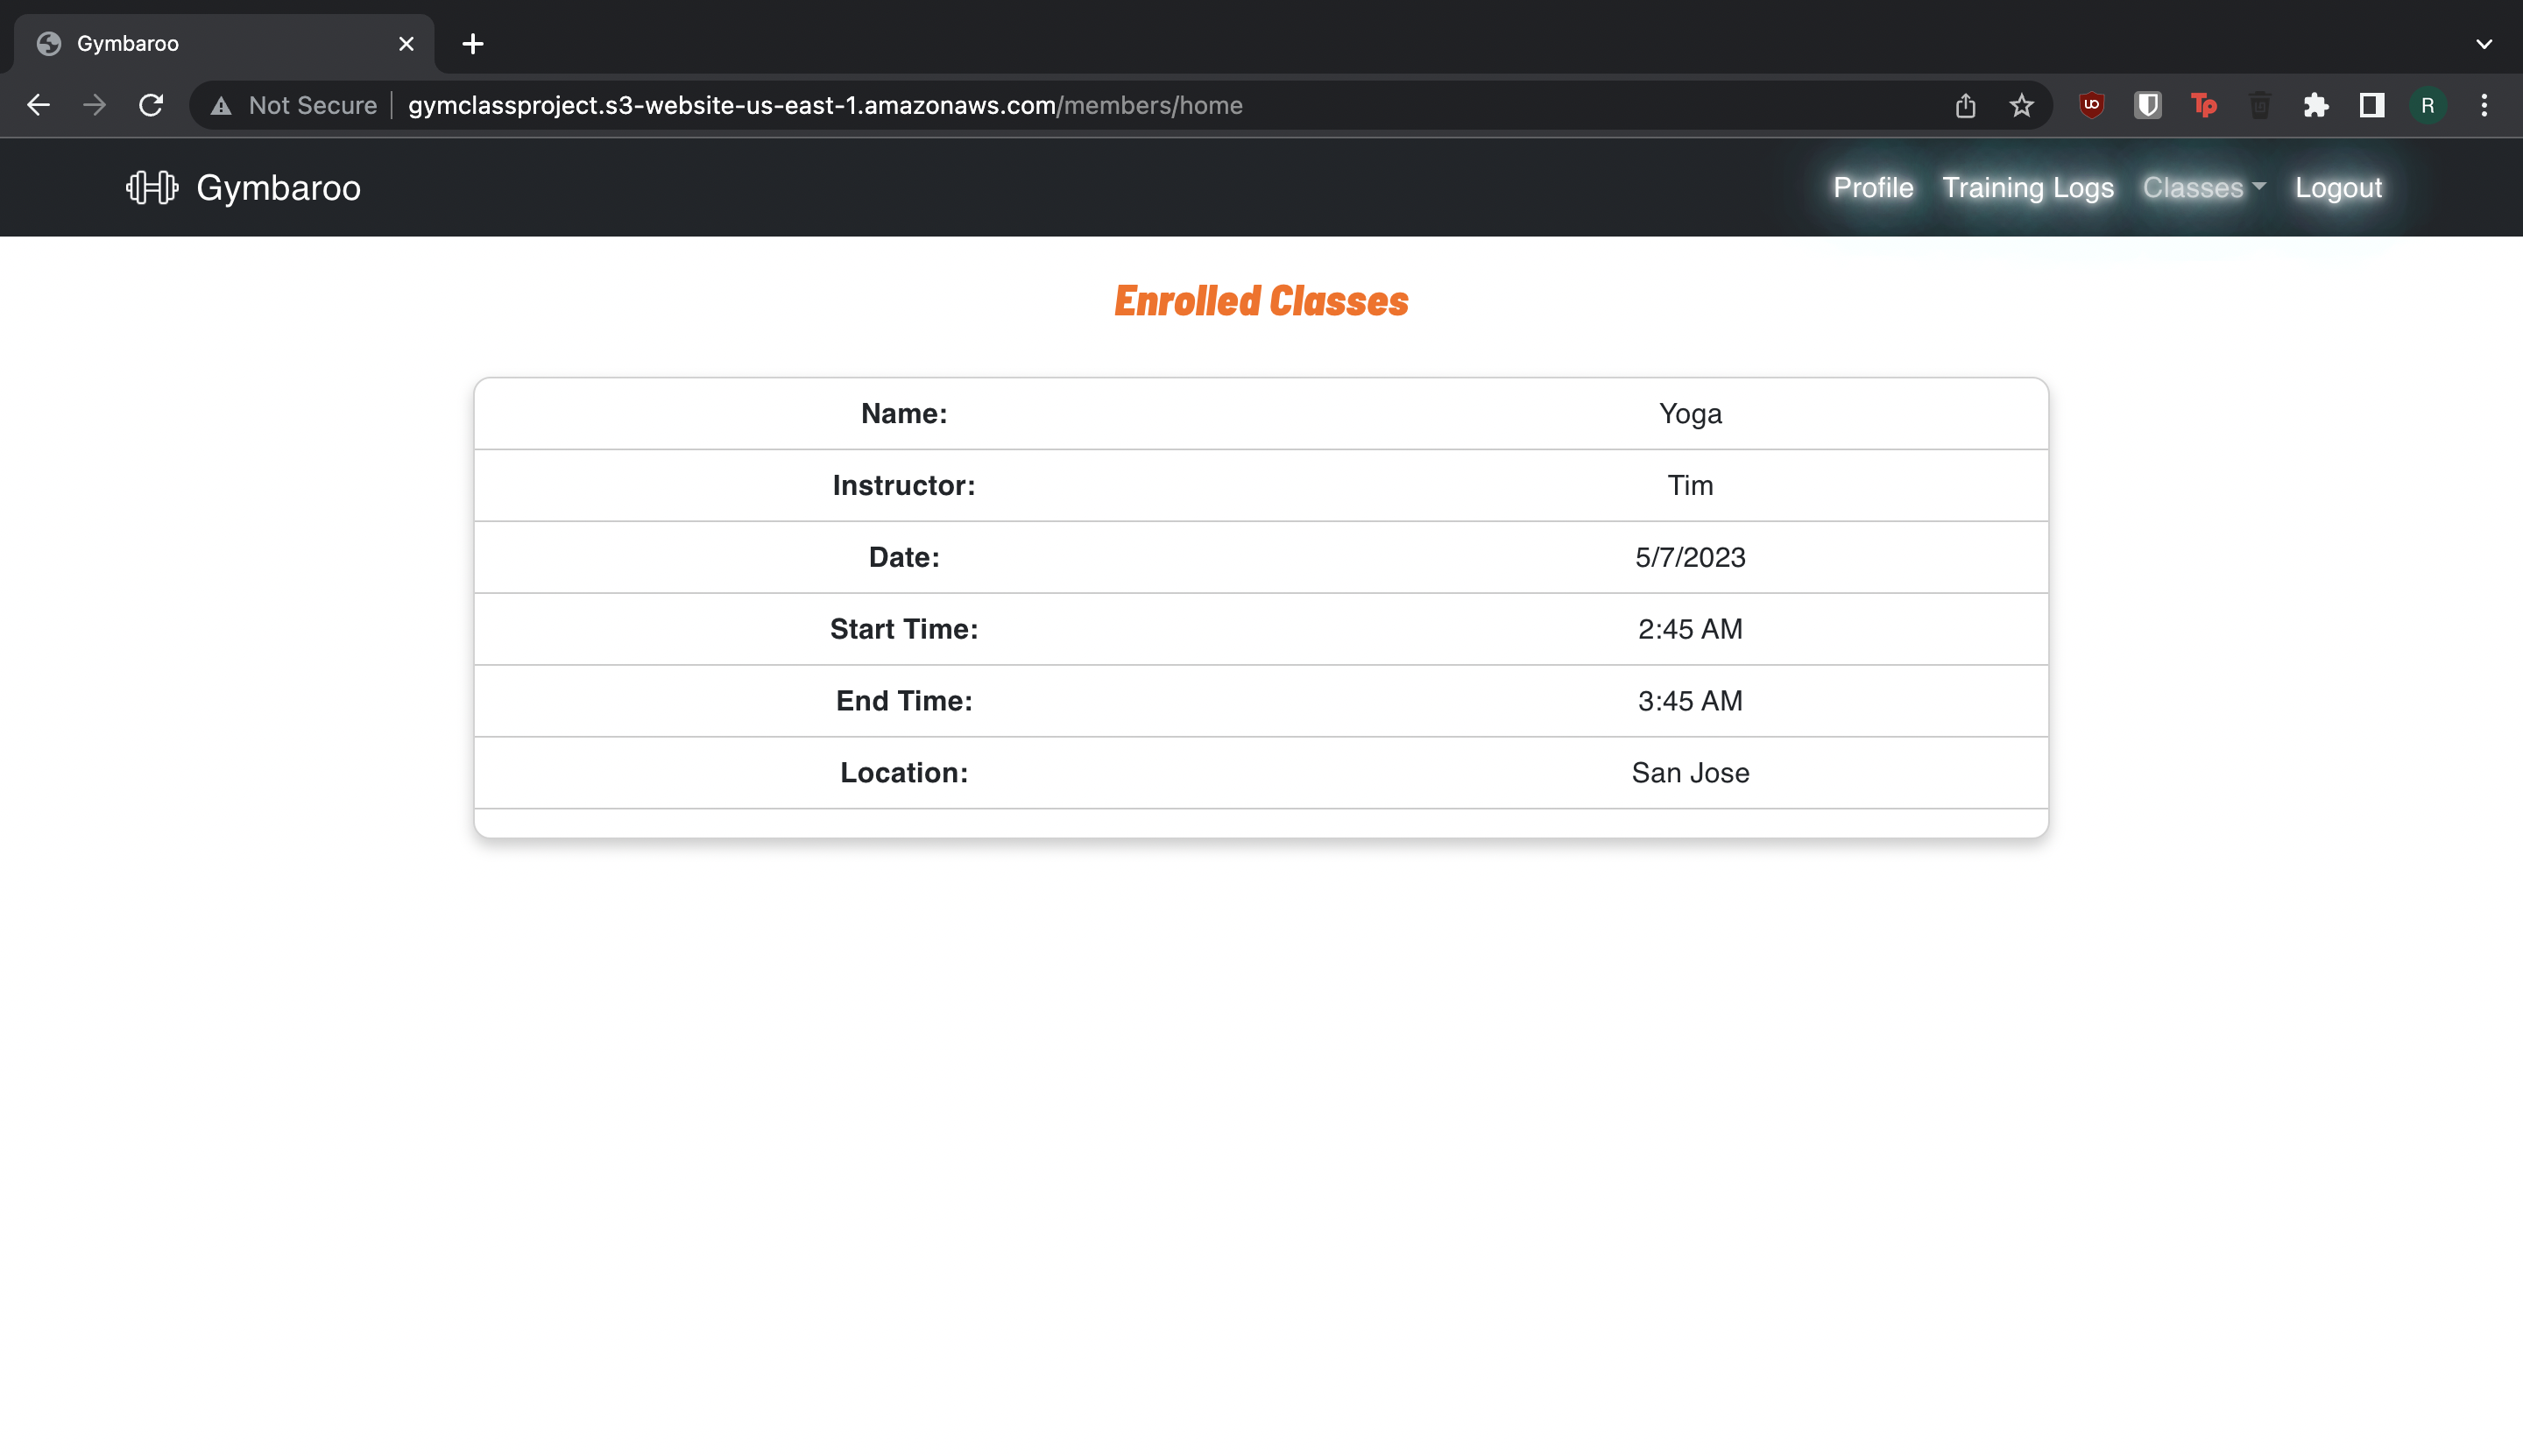 Gymbaroo
Not Secure gymclassproject.s3-website-us-east-1.amazonaws.com/members/home
UO Tp R
Gymbaroo Profile Training Logs Classes Logout
Enrolled Classes
Name: Yoga
Instructor: Tim
Date: 5/7/2023
Start Time: 2:45 AM
End Time: 3:45 AM
Location: San Jose